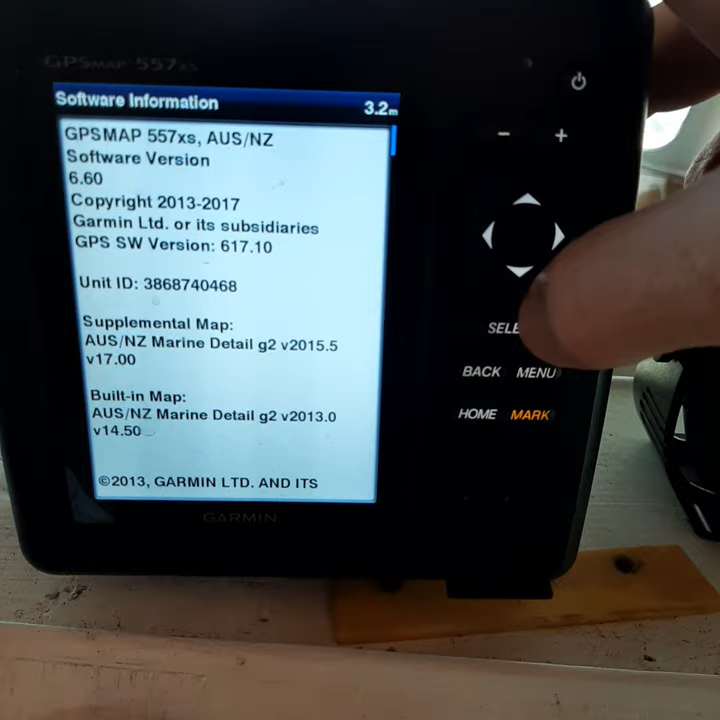 GPSMAP 557xs
Software Information
3.2m
GPSMAP 557xs, AUS/NZ
Software Version
6.60
Copyright 2013-2017
Garmin Ltd. or its subsidiaries
GPS SW Version: 617.10
Unit ID: 3868740468
Supplemental Map:
AUS/NZ Marine Detail g2 v2015.5
v17.00
Built-in Map:
AUS/NZ Marine Detail g2 v2013.0
v14.50
©2013, GARMIN LTD. AND ITS
GARMIN
- +
SELE
BACK MENU
HOME MARK